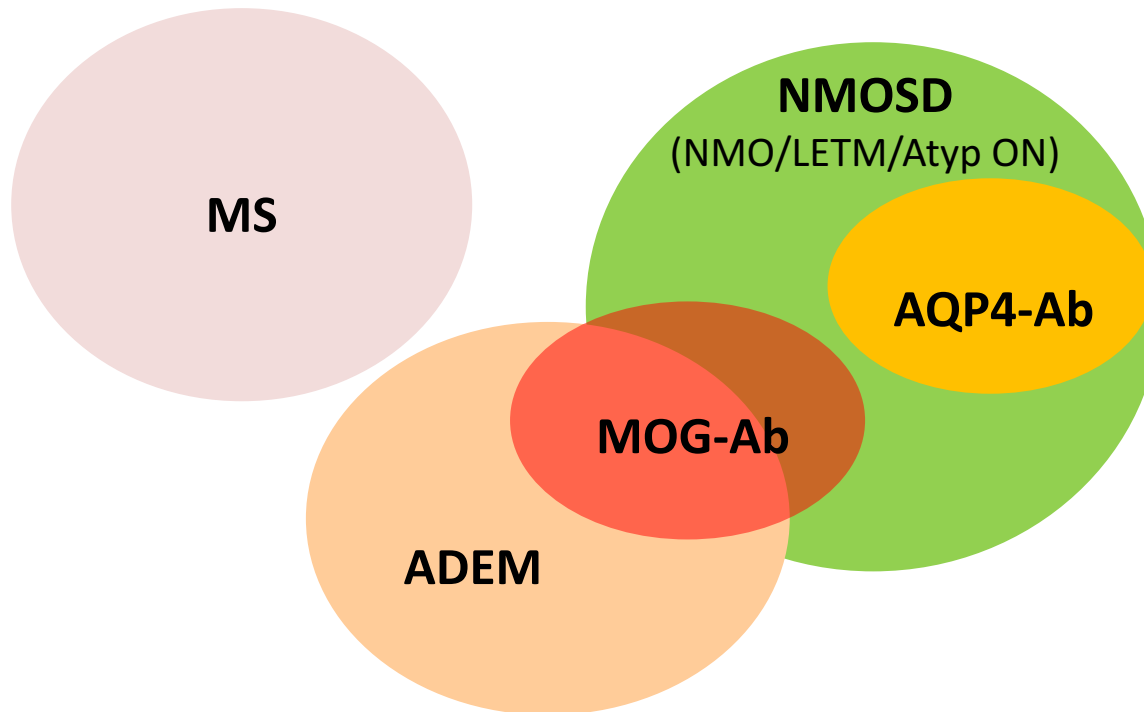 NMOSD
(NMO/LETM/Atyp ON)
MS
AQP4-Ab
MOG-Ab
ADEM